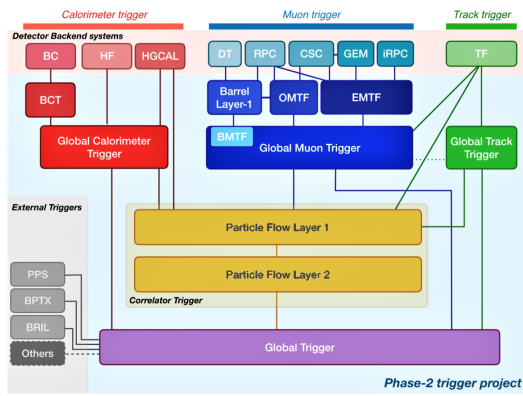 Calorimeter trigger
Muon trigger
Track trigger
Detector Backend systems
BC
HF
HGCAL
DT
RPC
CSC
GEM
iRPC
TF
BCT
Barrel
Layer-1
OMTF
EMTF
Global Calorimeter
Trigger
BMTF
Global Muon Trigger
Global Track
Trigger
External Triggers
Particle Flow Layer 1
Particle Flow Layer 2
Correlator Trigger
PPS
BPTX
BRIL
Others
Global Trigger
Phase-2 trigger project